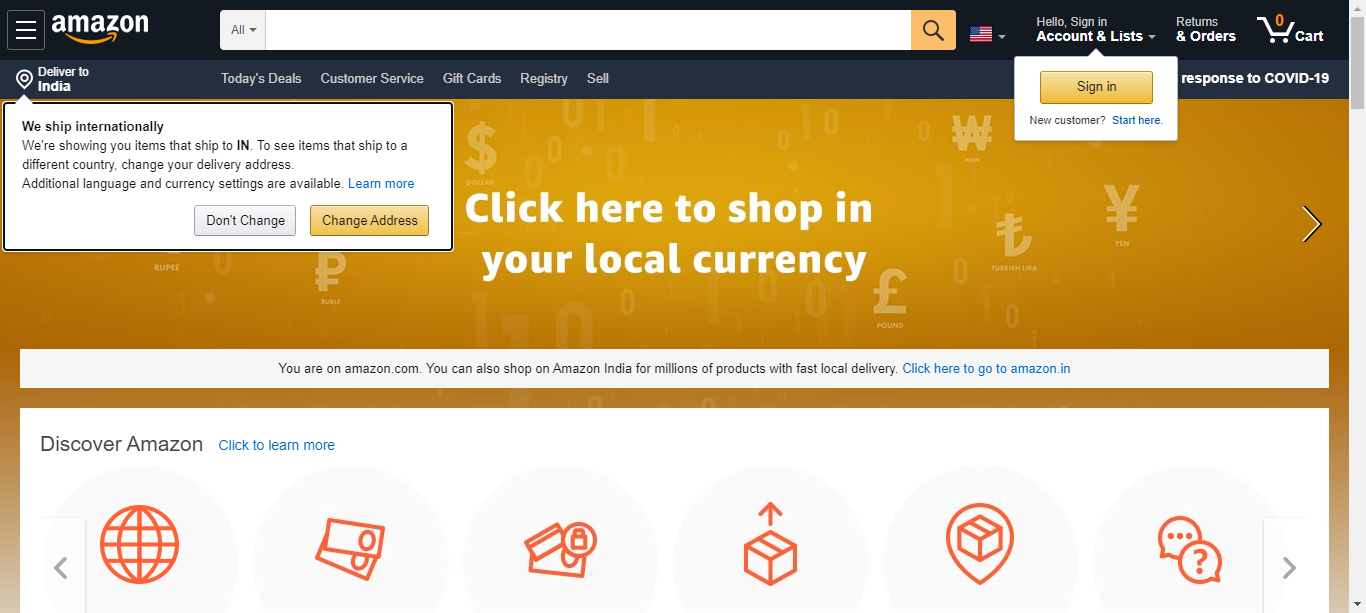 amazon
All
Hello, Sign in
Account & Lists
Returns
& Orders
0
Cart
Deliver to
India
Today's Deals
Customer Service
Gift Cards
Registry
Sell
response to COVID-19
Sign in
New customer? Start here.
We ship internationally
We're showing you items that ship to IN. To see items that ship to a
different country, change your delivery address.
Additional language and currency settings are available. Learn more
Don't Change
Change Address
$
DOLLAR
₩
WON
¥
YEN
₺
TURKISH LIRA
£
POUND
RUPEE
₽
RUBLE
Click here to shop in
your local currency
You are on amazon.com. You can also shop on Amazon India for millions of products with fast local delivery. Click here to go to amazon.in
Discover Amazon
Click to learn more
?